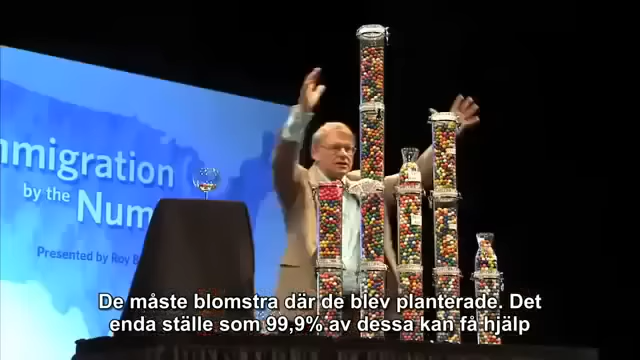 mmigration
by the
Num
Presented by Roy B
De måste blomstra där de blev planterade. Det
enda ställe som 99,9% av dessa kan få hjälp